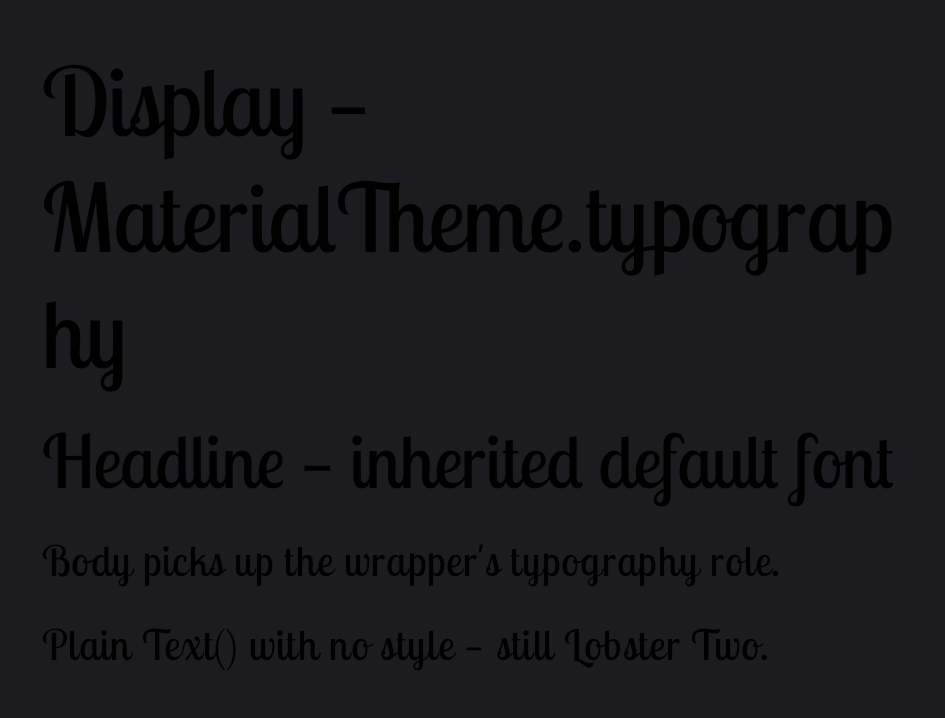 Display –
MaterialTheme.typograp
hy
Headline – inherited default font
Body picks up the wrapper's typography role.
Plain Text() with no style – still Lobster Two.